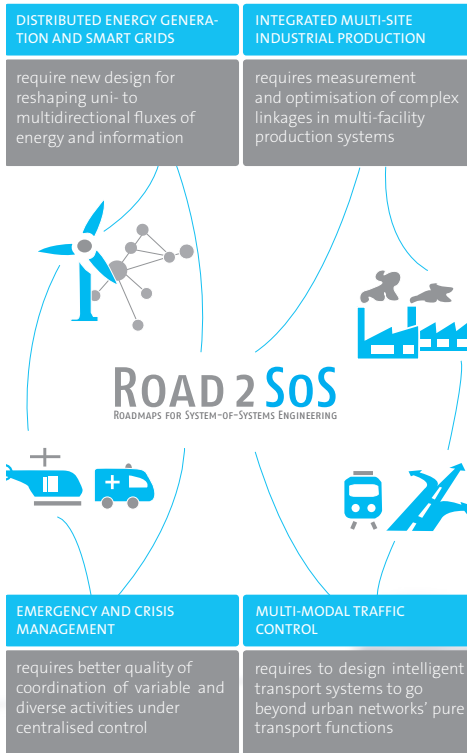 DISTRIBUTED ENERGY GENERA-
TION AND SMART GRIDS
require new design for
reshaping uni- to
multidirectional fluxes of
energy and information
INTEGRATED MULTI-SITE
INDUSTRIAL PRODUCTION
requires measurement
and optimisation of complex
linkages in multi-facility
production systems
ROAD 2 SoS
ROADMAPS FOR SYSTEM-OF-SYSTEMS ENGINEERING
EMERGENCY AND CRISIS
MANAGEMENT
requires better quality of
coordination of variable and
diverse activities under
centralised control
MULTI-MODAL TRAFFIC
CONTROL
requires to design intelligent
transport systems to go
beyond urban networks' pure
transport functions